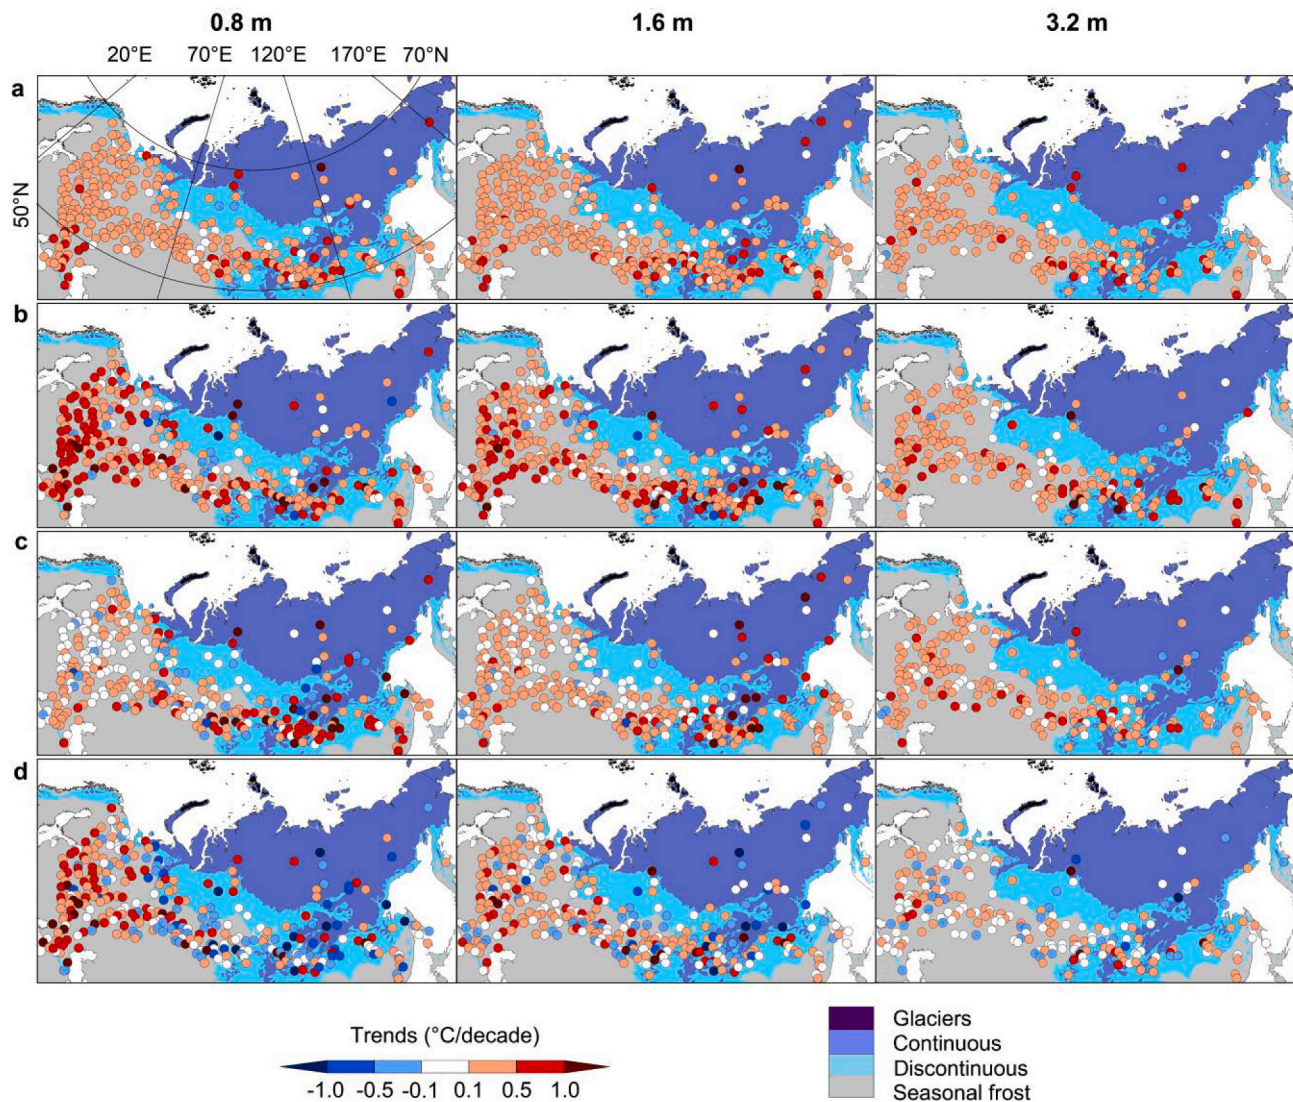 0.8 m 1.6 m 3.2 m
20°E 70°E 120°E 170°E 70°N
a
50°N
b
c
d
Trends (°C/decade)
-1.0 -0.5 -0.1 0.1 0.5 1.0
Glaciers
Continuous
Discontinuous
Seasonal frost